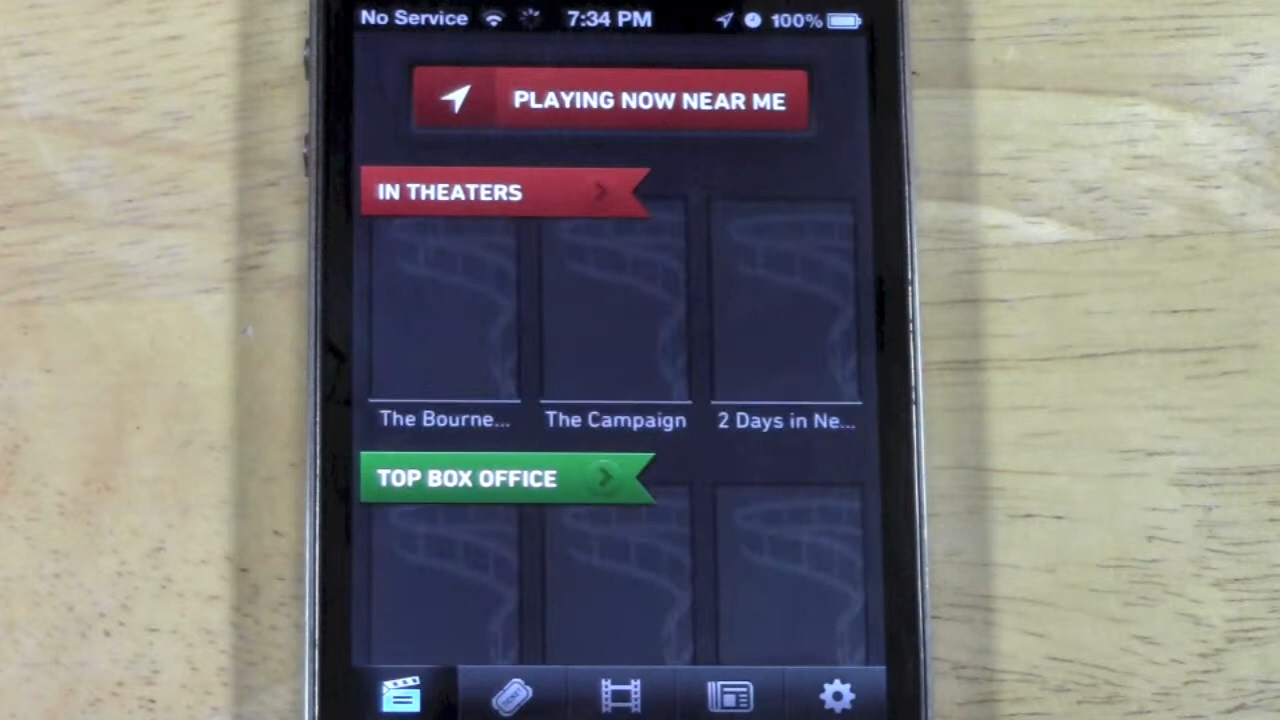 No Service 7:34 PM 100%
PLAYING NOW NEAR ME
IN THEATERS
The Bourne... The Campaign 2 Days in Ne...
TOP BOX OFFICE